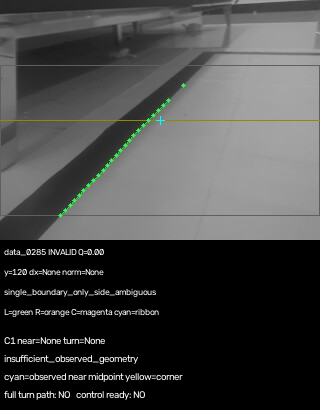 data_0285 INVALID Q=0.00
y=120 dx=None norm=None
single_boundary_only_side_ambiguous
L=green R=orange C=magenta cyan=ribbon
C1 near=None turn=None
insufficient_observed_geometry
cyan=observed near midpoint yellow=corner
full turn path: NO control ready: NO